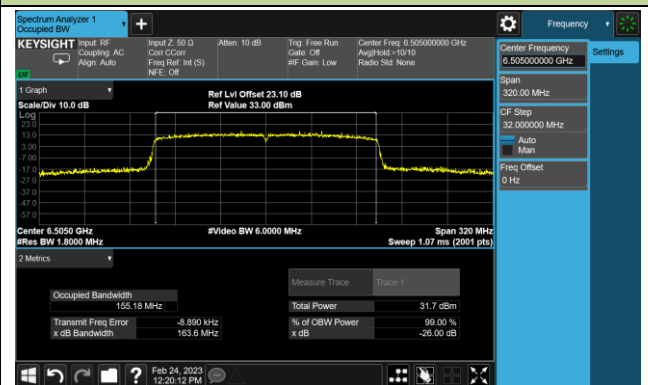 Spectrum Analyzer 1
Occupied BW
Frequency
KEYSIGHT
Input: RF
Coupling: AC
Align: Auto
Input Z: 50 Ω
Corr CCorr
Freq Ref: Int (S)
NFE: Off
Atten: 10 dB
Trig: Free Run
Gate: Off
#IF Gain: Low
Center Freq: 6.505000000 GHz
Avg|Hold:>10/10
Radio Std: None
Center Frequency
6.505000000 GHz
Settings
Span
320.00 MHz
CF Step
32.000000 MHz
Auto
Man
Freq Offset
0 Hz
1 Graph
Scale/Div 10.0 dB
Ref Lvl Offset 23.10 dB
Ref Value 33.00 dBm
Log
23.0
13.0
3.00
-7.00
-17.0
-27.0
-37.0
-47.0
-57.0
Center 6.5050 GHz
#Res BW 1.8000 MHz
#Video BW 6.0000 MHz
Span 320 MHz
Sweep 1.07 ms (2001 pts)
2 Metrics
Measure Trace
Trace 1
Occupied Bandwidth
155.18 MHz
Total Power
31.7 dBm
Transmit Freq Error
-8.890 kHz
% of OBW Power
99.00 %
x dB Bandwidth
163.6 MHz
x dB
-26.00 dB
Feb 24, 2023
12:20:12 PM